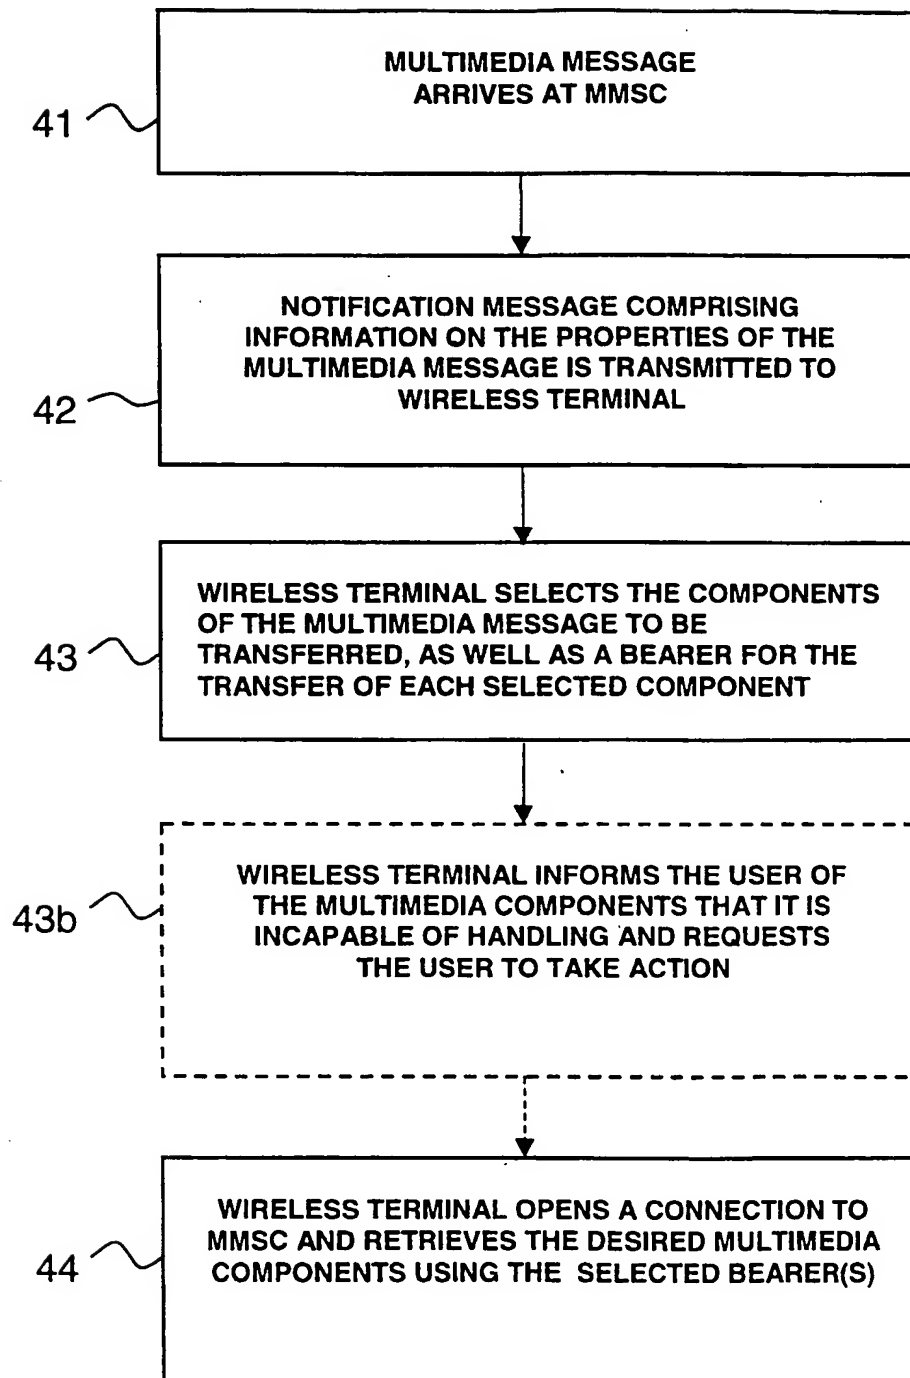 MULTIMEDIA MESSAGE
ARRIVES AT MMSC
41
NOTIFICATION MESSAGE COMPRISING
INFORMATION ON THE PROPERTIES OF THE
MULTIMEDIA MESSAGE IS TRANSMITTED TO
WIRELESS TERMINAL
42
WIRELESS TERMINAL SELECTS THE COMPONENTS
OF THE MULTIMEDIA MESSAGE TO BE
TRANSFERRED, AS WELL AS A BEARER FOR THE
TRANSFER OF EACH SELECTED COMPONENT
43
WIRELESS TERMINAL INFORMS THE USER OF
THE MULTIMEDIA COMPONENTS THAT IT IS
INCAPABLE OF HANDLING AND REQUESTS
THE USER TO TAKE ACTION
43b
WIRELESS TERMINAL OPENS A CONNECTION TO
MMSC AND RETRIEVES THE DESIRED MULTIMEDIA
COMPONENTS USING THE SELECTED BEARER(S)
44